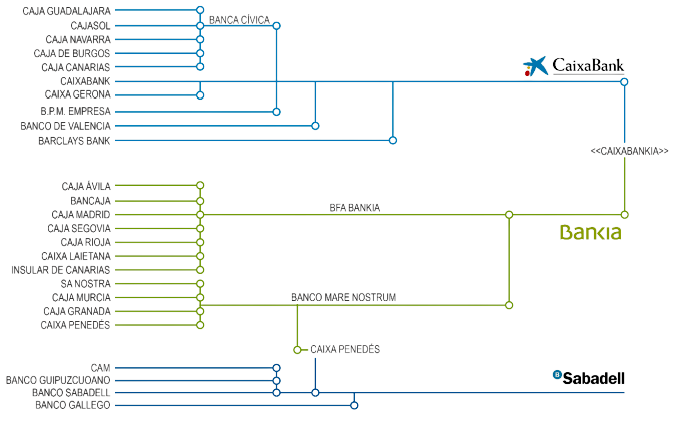 CAJA GUADALAJARA
CAJASOL
BANCA CÍVICA
CAJA NAVARRA
CAJA DE BURGOS
CAJA CANARIAS
CAIXABANK
CaixaBank
CAIXA GERONA
B.P.M. EMPRESA
BANCO DE VALENCIA
BARCLAYS BANK
<<CAIXABANKIA>>
CAJA ÁVILA
BANCAJA
BFA BANKIA
CAJA MADRID
CAJA SEGOVIA
Bankia
CAJA RIOJA
CAIXA LAIETANA
INSULAR DE CANARIAS
SA NOSTRA
CAJA MURCIA
BANCO MARE NOSTRUM
CAJA GRANADA
CAIXA PENEDÈS
CAIXA PENEDÈS
CAM
BANCO GUIPUZCUOANO
B Sabadell
BANCO SABADELL
BANCO GALLEGO